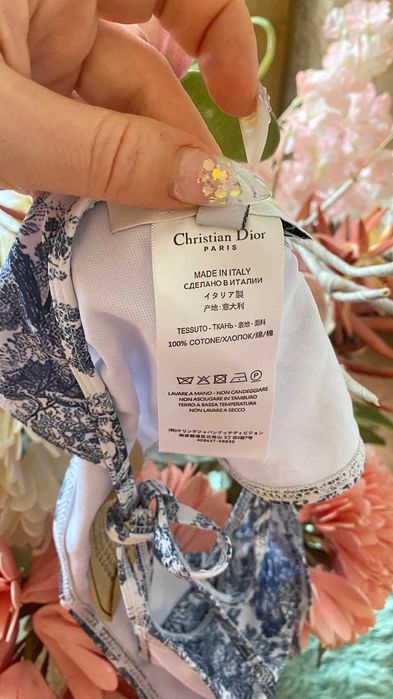 Christian Dior
PARIS
MADE IN ITALY
СДЕЛАНО В ИТАЛИИ
イタリア製
产地:意大利
TESSUTO - ТКАНЬ - 表地 - 面料
100% COTONE/ХЛОПОК/綿/棉
LAVARE A MANO - NON CANDEGGIARE
NON ASCIUGARE IN TAMBURO
FERRO A BASSA TEMPERATURA
NON LAVARE A SECCO